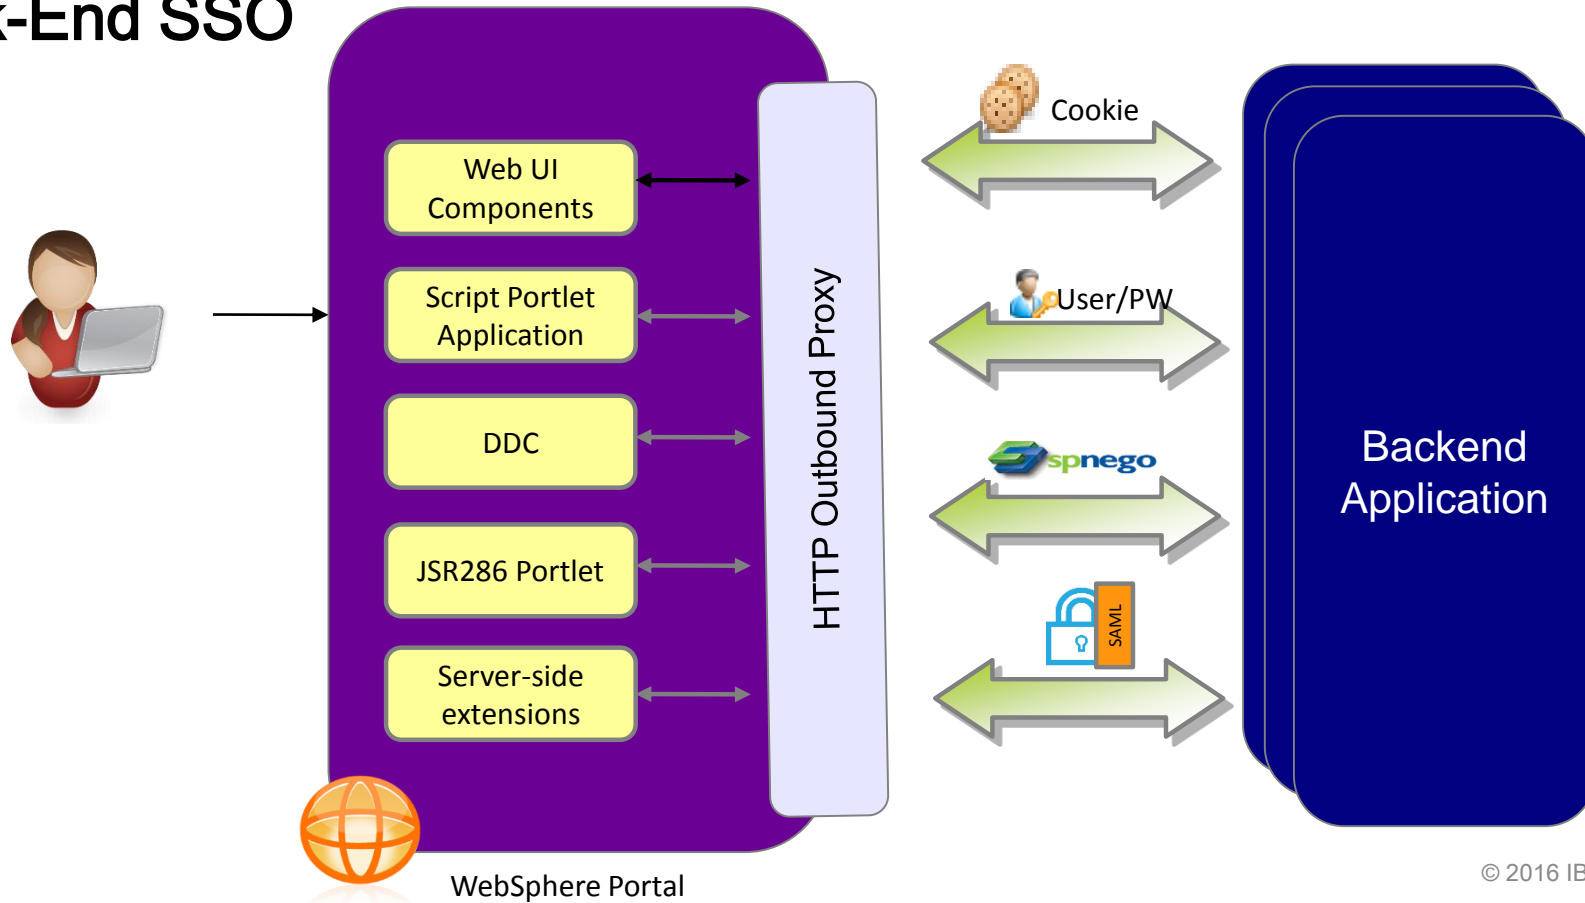 k-End SSO
Web UI
Components
Script Portlet
Application
DDC
JSR286 Portlet
Server-side
extensions
HTTP Outbound Proxy
Cookie
User/PW
spnego
SAML
Backend
Application
WebSphere Portal
© 2016 IB